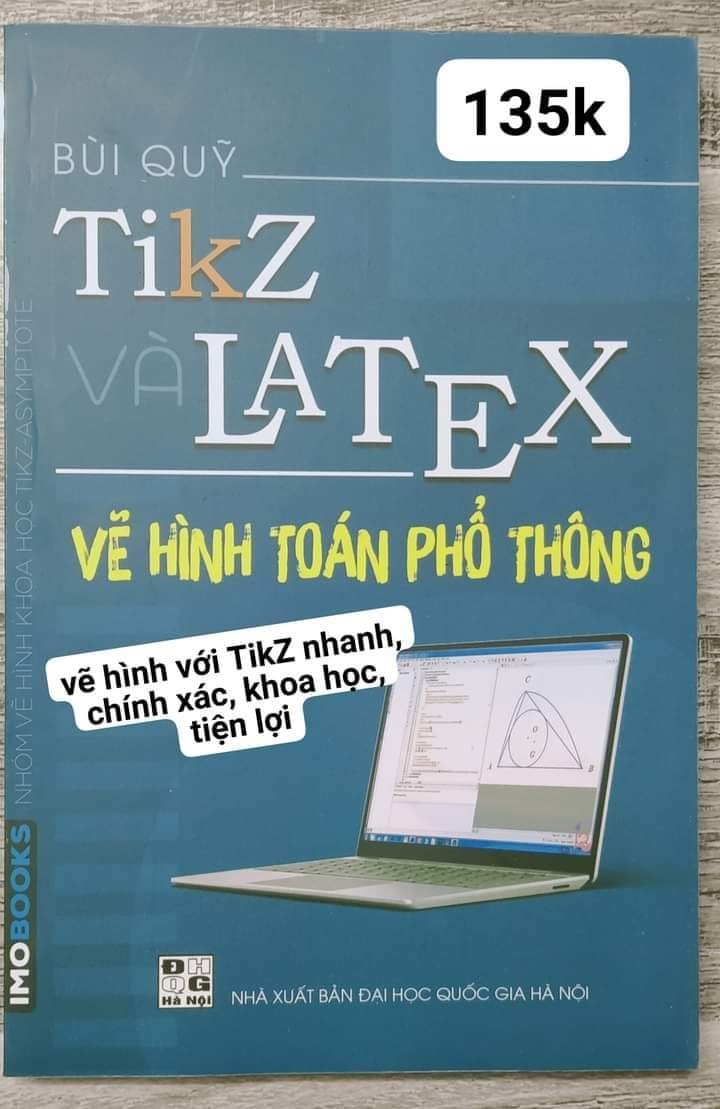 135k
BÙI QUỸ
TikZ
VÀ LATEX
VẼ HÌNH TOÁN PHỔ THÔNG
vẽ hình với TikZ nhanh,
chính xác, khoa học,
tiện lợi
C
O
G
A
B
NHÓM VẼ HÌNH KHOA HỌC TIKZ-ASYMPTOTE
IMOBOOKS
ĐH
QG
Hà Nội
NHÀ XUẤT BẢN ĐẠI HỌC QUỐC GIA HÀ NỘI